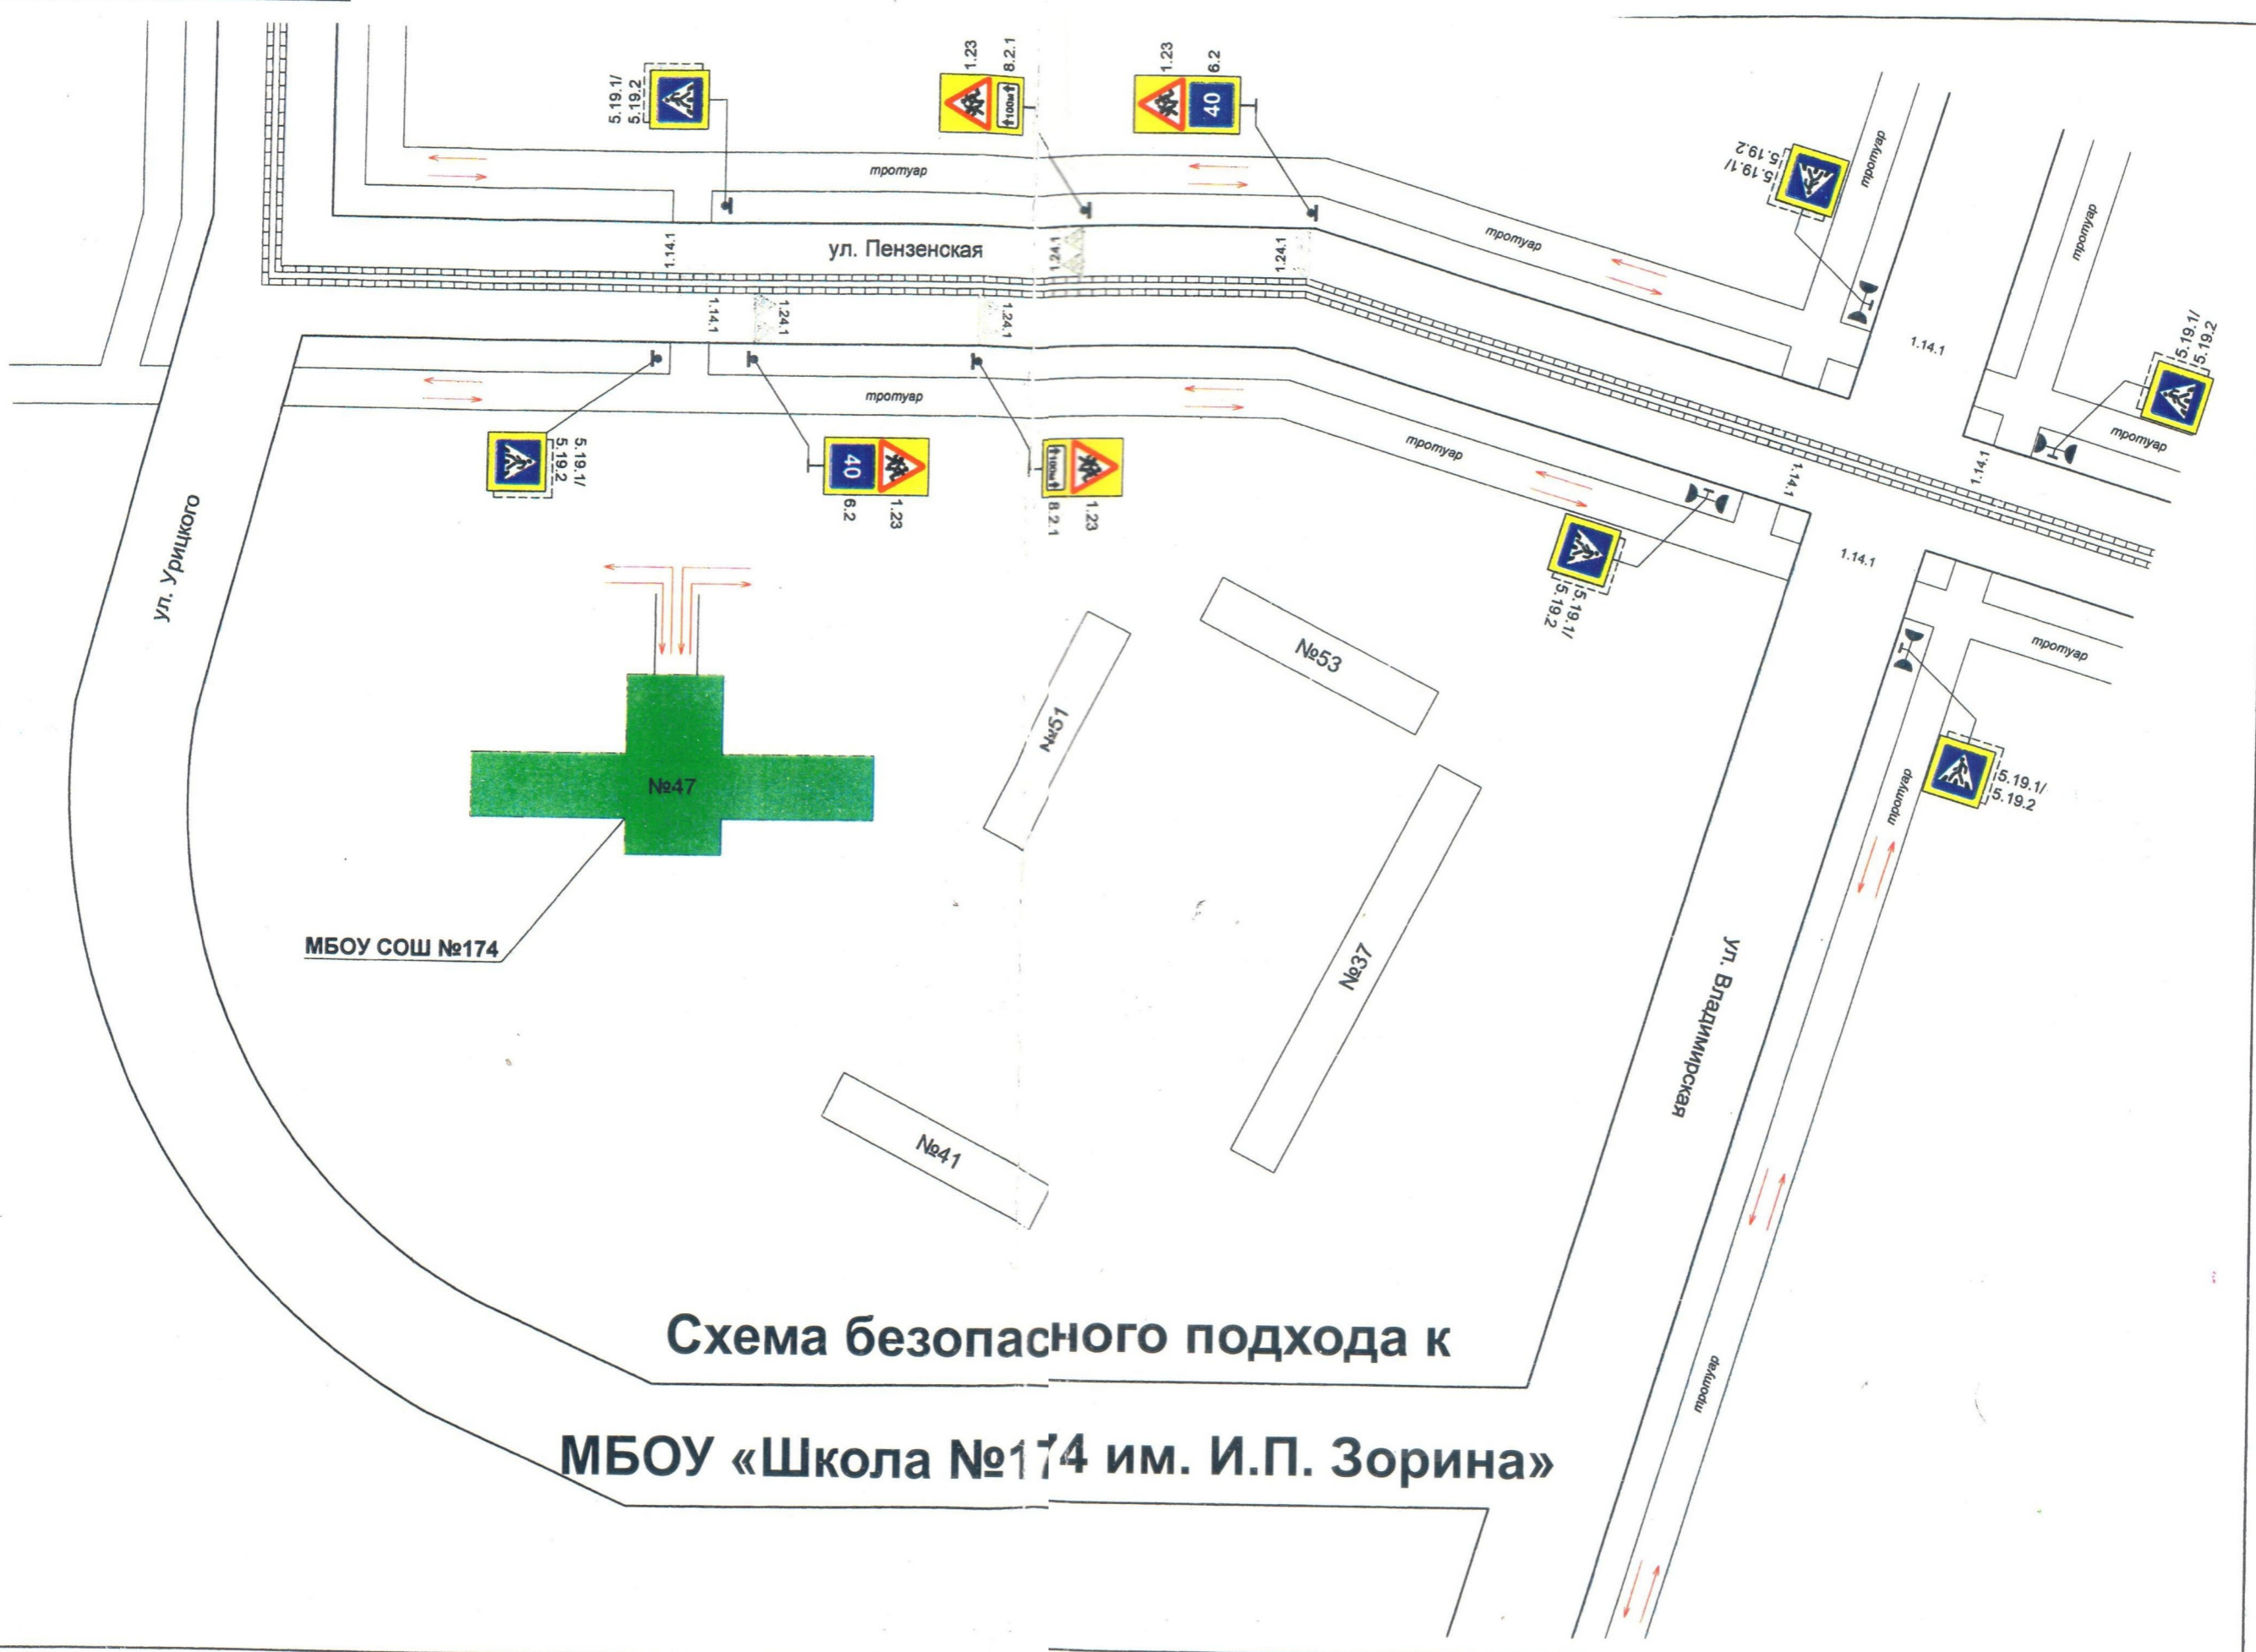 1.23
8.2.1
1.23
6.2
5.19.1/
5.19.2
100м
40
5.19.1/
5.19.2
тротуар
тротуар
тротуар
тротуар
1.14.1
ул. Пензенская
1.24.1
1.24.1
1.14.1
1.24.1
1.24.1
1.14.1
5.19.1/
5.19.2
тротуар
тротуар
тротуар
1.14.1
1.14.1
1.14.1
5.19.1/
5.19.2
40
6.2
1.23
100м
8.2.1
1.23
5.19.1/
5.19.2
ул. Урицкого
№53
№51
№47
тротуар
тротуар
5.19.1/
5.19.2
МБОУ СОШ №174
№37
ул. Владимирская
№41
Схема безопасного подхода к
тротуар
МБОУ «Школа №174 им. И.П. Зорина»